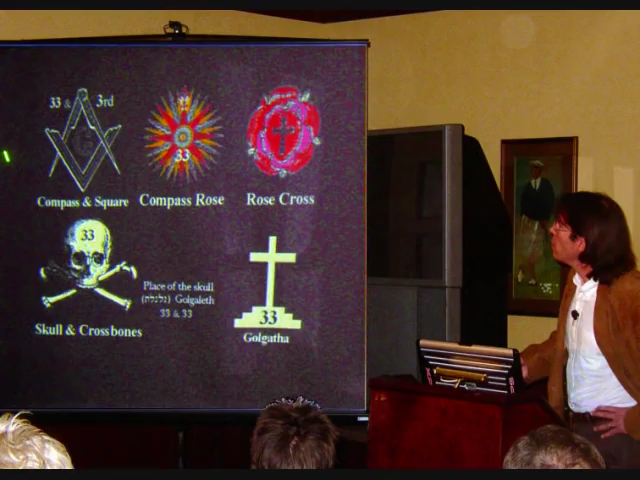 33 & 3rd
G
33
Compass & Square
Compass Rose
Rose Cross
33
Place of the skull
(גלגלת) Golgaleth
33 & 33
33
Skull & Crossbones
Golgatha